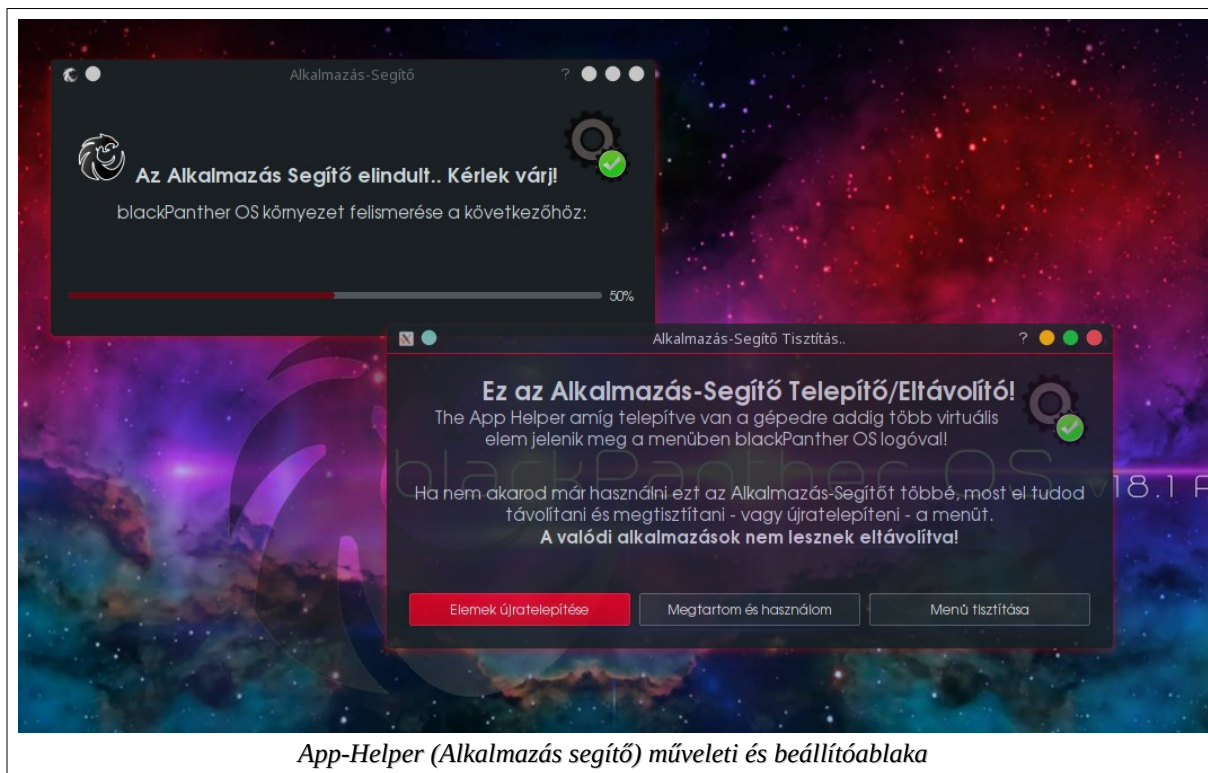 Alkalmazás-Segítő ?
Az Alkalmazás Segítő elindult.. Kérlek várj!
blackPanther OS környezet felismerése a következőhöz:
50%
Alkalmazás-Segítő Tisztítás.. ?
Ez az Alkalmazás-Segítő Telepítő/Eltávolító!
The App Helper amíg telepítve van a gépedre addig több virtuális
elem jelenik meg a menüben blackPanther OS logóval!
blackPanther OS v18.1
Ha nem akarod már használni ezt az Alkalmazás-Segítőt többé, most el tudod
távolítani és megtisztítani - vagy újratelepíteni - a menüt.
A valódi alkalmazások nem lesznek eltávolítva!
Elemek újratelepítése Megtartom és használom Menü tisztítása
App-Helper (Alkalmazás segítő) műveleti és beállítóablaka